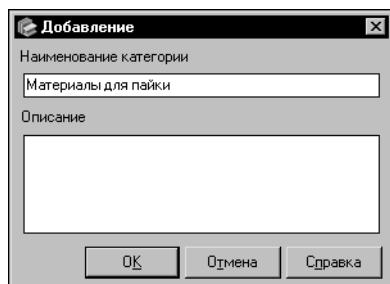 Добавление
Наименование категории
Материалы для пайки
Описание
ОК
Отмена
Справка